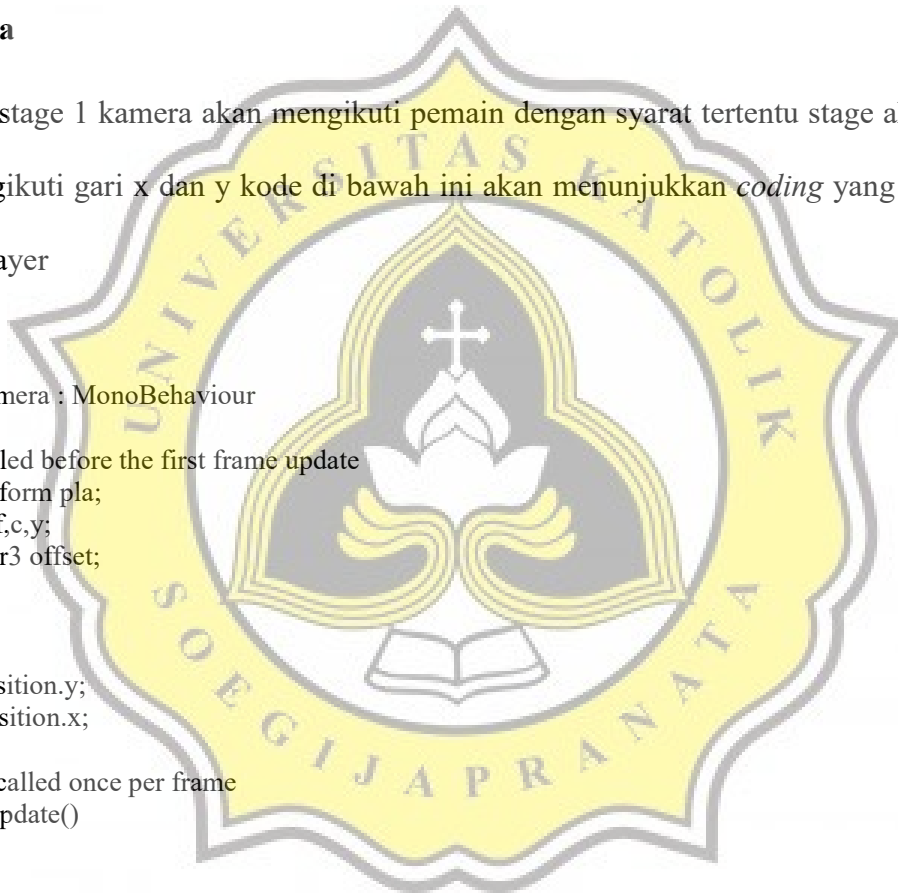 a
stage 1 kamera akan mengikuti pemain dengan syarat tertentu stage a
gikuti gari x dan y kode di bawah ini akan menunjukkan coding yang
ayer
mera : MonoBehaviour
led before the first frame update
form pla;
f,c,y;
r3 offset;
sition.y;
sition.x;
called once per frame
pdate()
UNIVERSITAS KATOLIK
SOEGIJAPRANATA